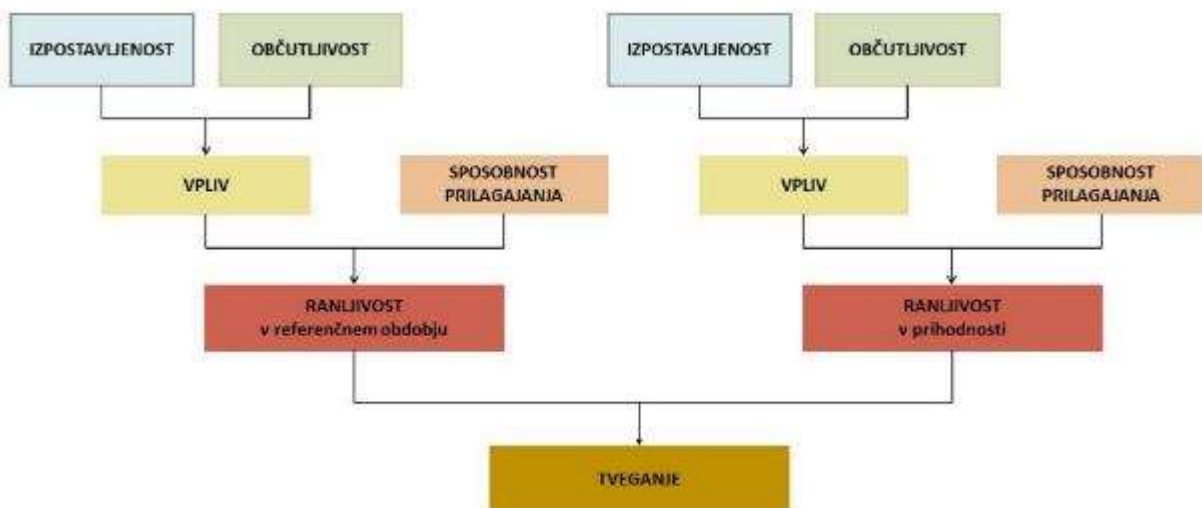 IZPOSTAVLJENOST
OBČUTLJIVOST
IZPOSTAVLJENOST
OBČUTLJIVOST
VPLIV
SPOSOBNOST
PRILAGAJANJA
VPLIV
SPOSOBNOST
PRILAGAJANJA
RANLJIVOST
v referenčnem obdobju
RANLJIVOST
v prihodnosti
TVEGANJE